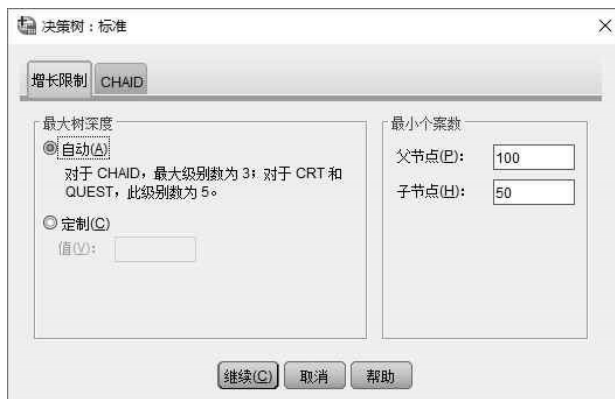 决策树：标准
增长限制 CHAID
最大树深度
自动(A)
对于 CHAID，最大级别数为 3；对于 CRT 和
QUEST，此级别数为 5。
定制(C)
值(V)：
最小个案数
父节点(P)： 100
子节点(H)： 50
继续(C) 取消 帮助